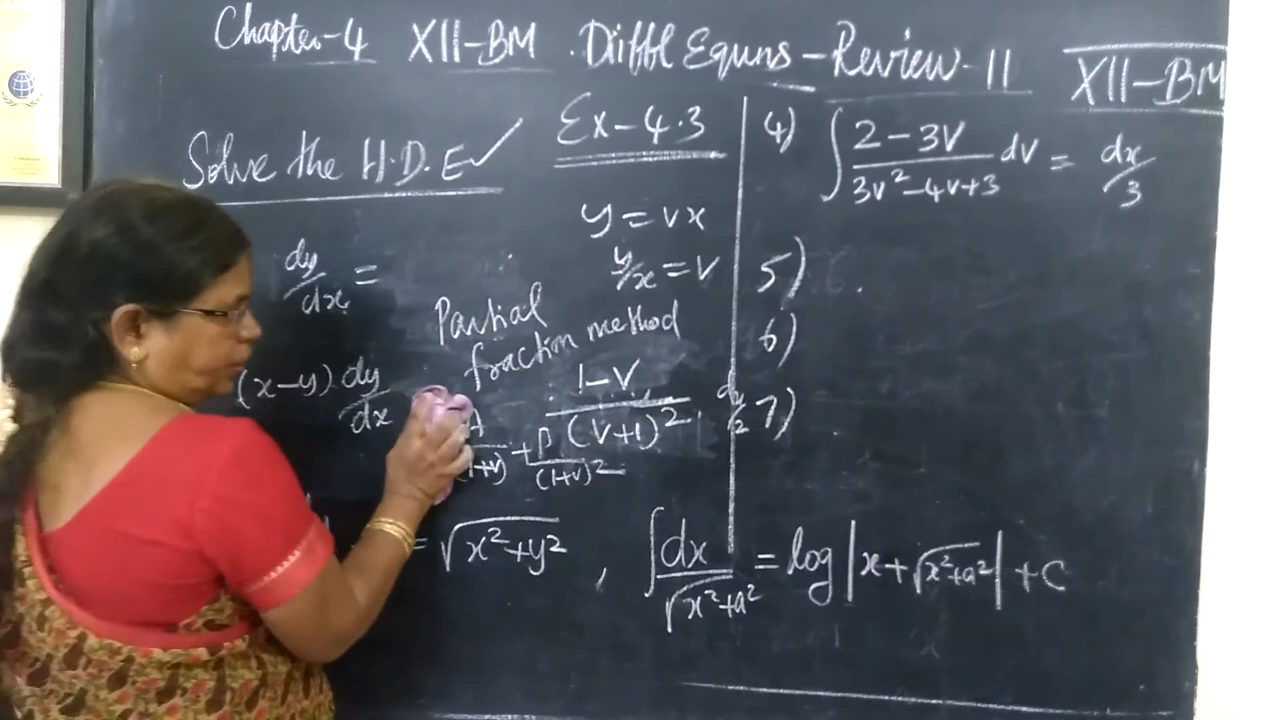 Chapter-4 XII-BM . Diffl Equns - Review-11
XII-BM
Solve the H.D.E ✓
Ex-4.3
y = vx
y/x = v
dy/dx =
Partial
fraction method
(x-y) dy/dx
1-V/(V+1)²
A/(1+v) + B/(1+v)²
= √x²+y² , ∫dx/√x²+a² = log|x+√x²+a²|+c
4) ∫ 2-3V/3v²-4v+3 dv = dx/3
5)
6)
7)